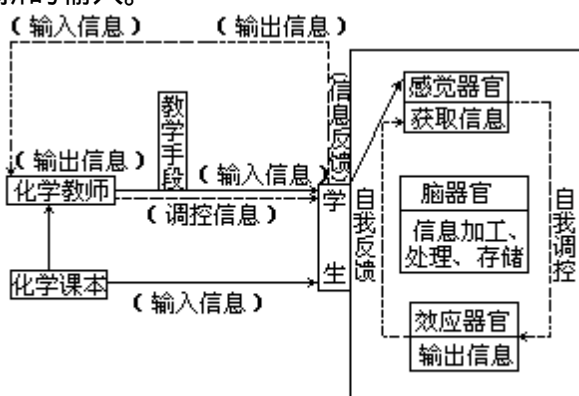 （输入信息）
（输出信息）
（信息反馈）
感觉器官
获取信息
教学手段
（输出信息）
（输入信息）
化学教师
（调控信息）
学生
自我反馈
脑器官
信息加工、
处理、存储
自我调控
化学课本
（输入信息）
效应器官
输出信息